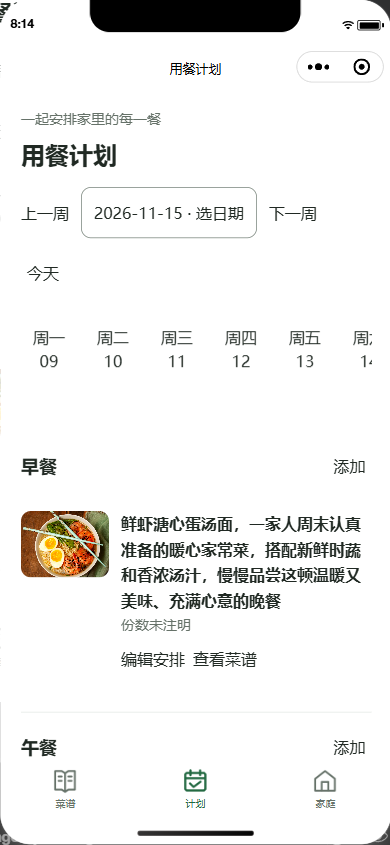 8:14
用餐计划
一起安排家里的每一餐
用餐计划
上一周
2026-11-15 · 选日期
下一周
今天
周一 周二 周三 周四 周五
09 10 11 12 13
早餐 添加
鲜虾溏心蛋汤面，一家人周末认真
准备的暖心家常菜，搭配新鲜时蔬
和香浓汤汁，慢慢品尝这顿温暖又
美味、充满心意的晚餐
份数未注明
编辑安排 查看菜谱
午餐 添加
菜谱 计划 家庭